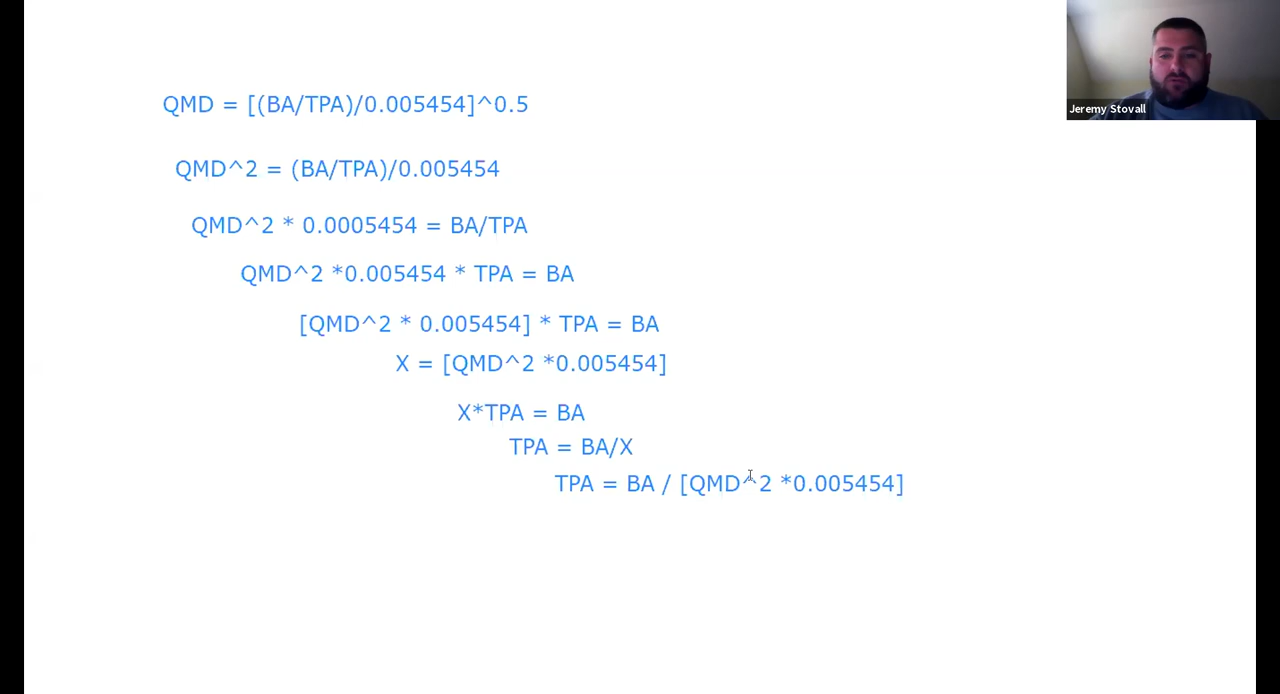 QMD = [(BA/TPA)/0.005454]^0.5
Jeremy Stovall
QMD^2 = (BA/TPA)/0.005454
QMD^2 * 0.0005454 = BA/TPA
QMD^2 *0.005454 * TPA = BA
[QMD^2 * 0.005454] * TPA = BA
X = [QMD^2 *0.005454]
X*TPA = BA
TPA = BA/X
TPA = BA / [QMD^2 *0.005454]